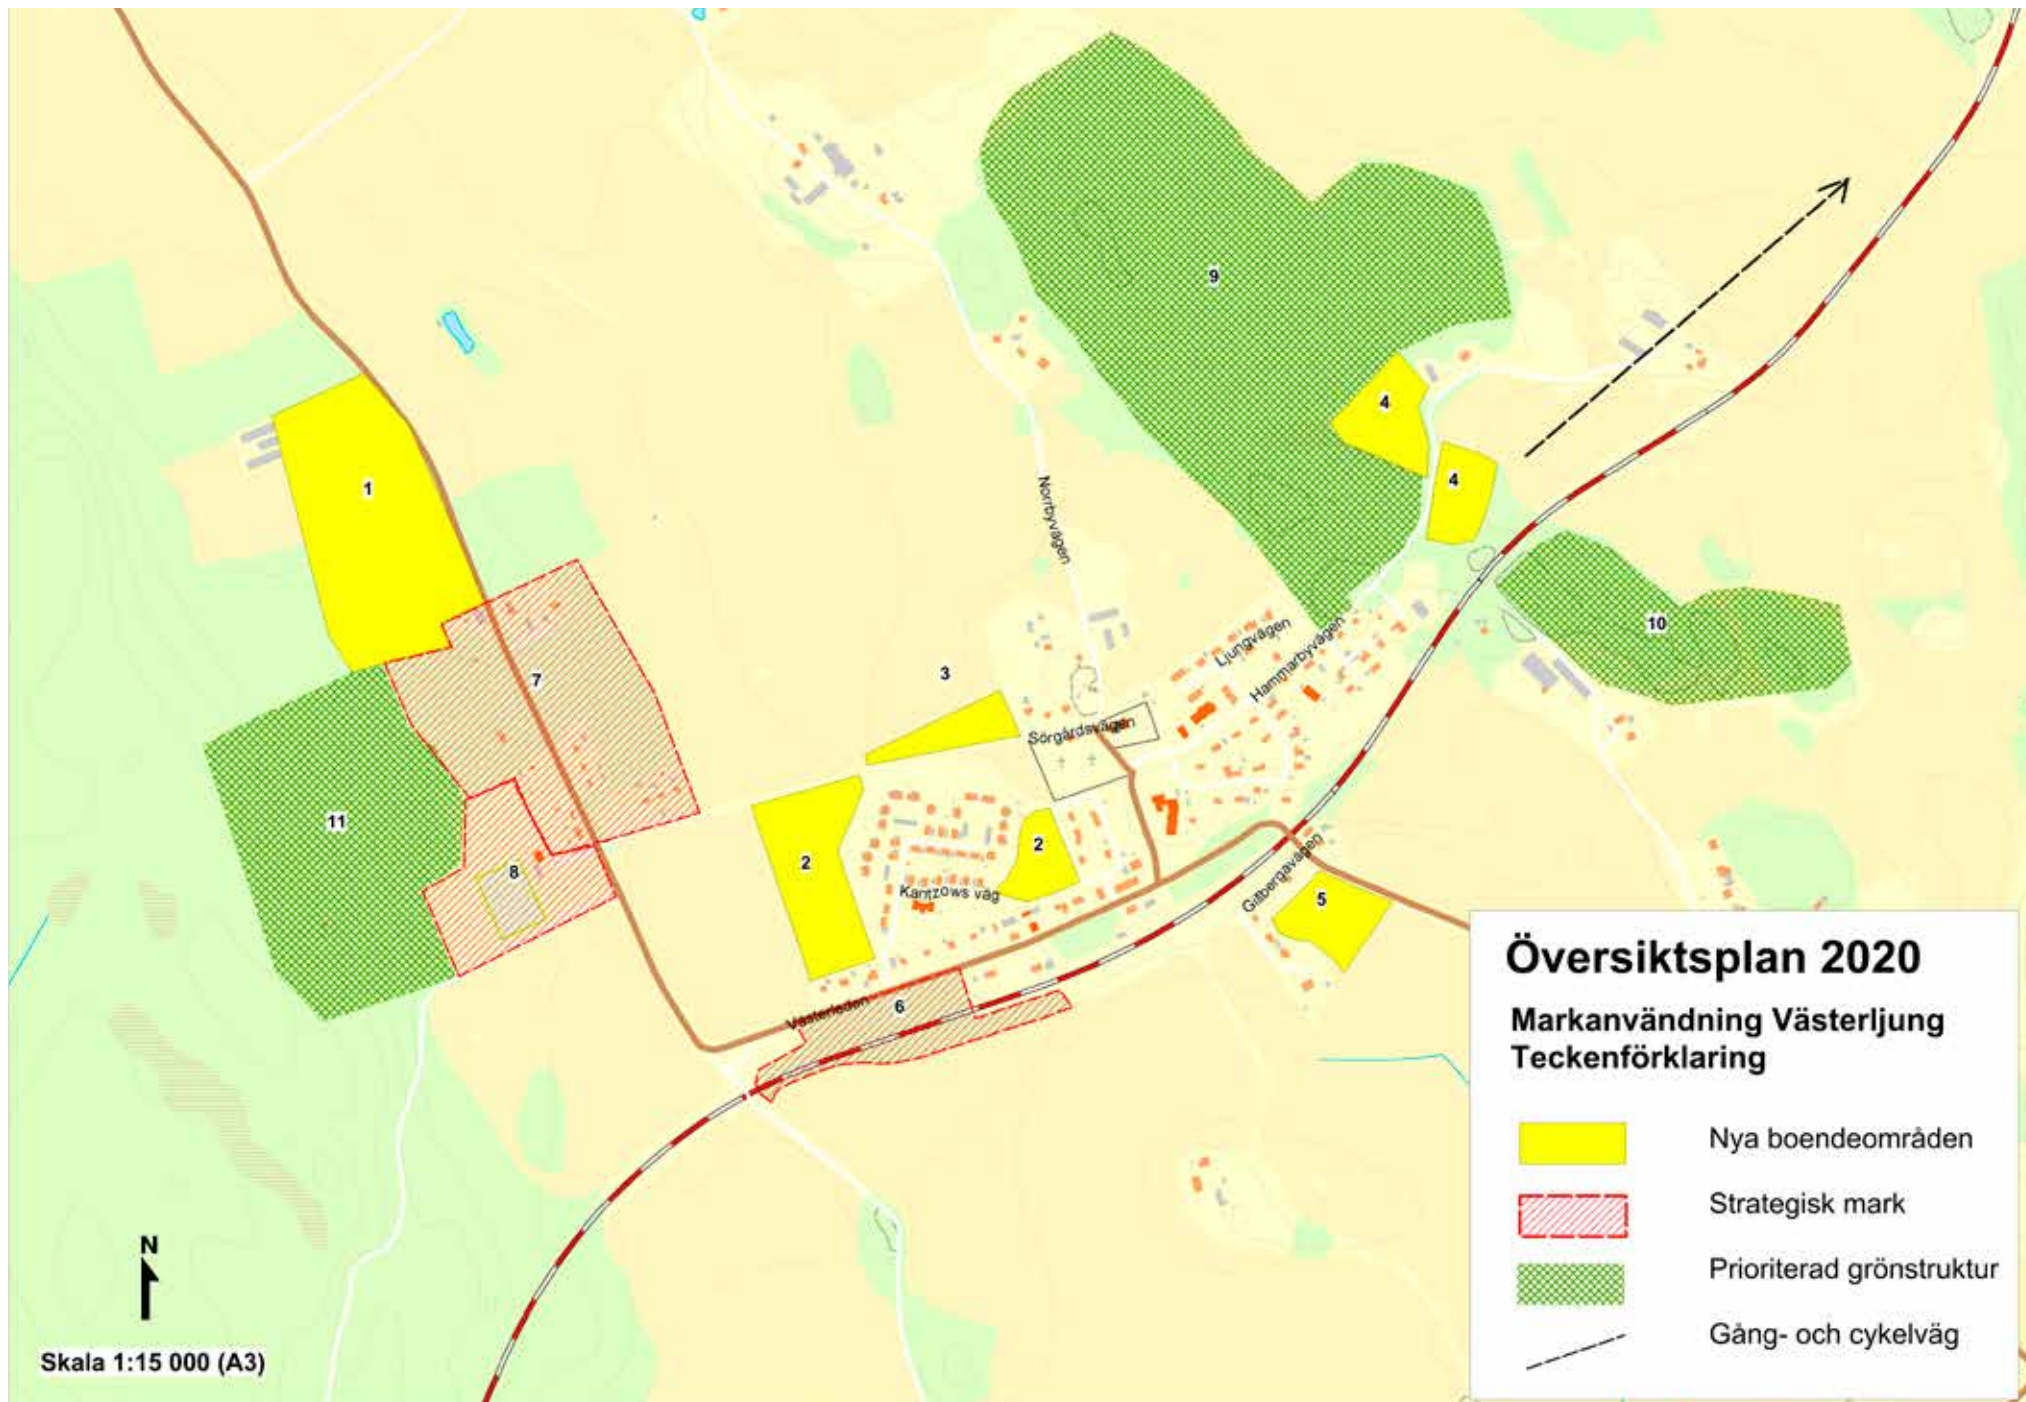 9
4
1
4
Norrbyvägen
10
Ljungvägen
Hammarbyvägen
3
7
Sörgårdsvägen
11
2
2
8
Kantzows väg
Gillbergavägen
5
6
Västerleden
Översiktsplan 2020
Markanvändning Västerljung
Teckenförklaring
Nya boendeområden
Strategisk mark
Prioriterad grönstruktur
Gång- och cykelväg
N
Skala 1:15 000 (A3)